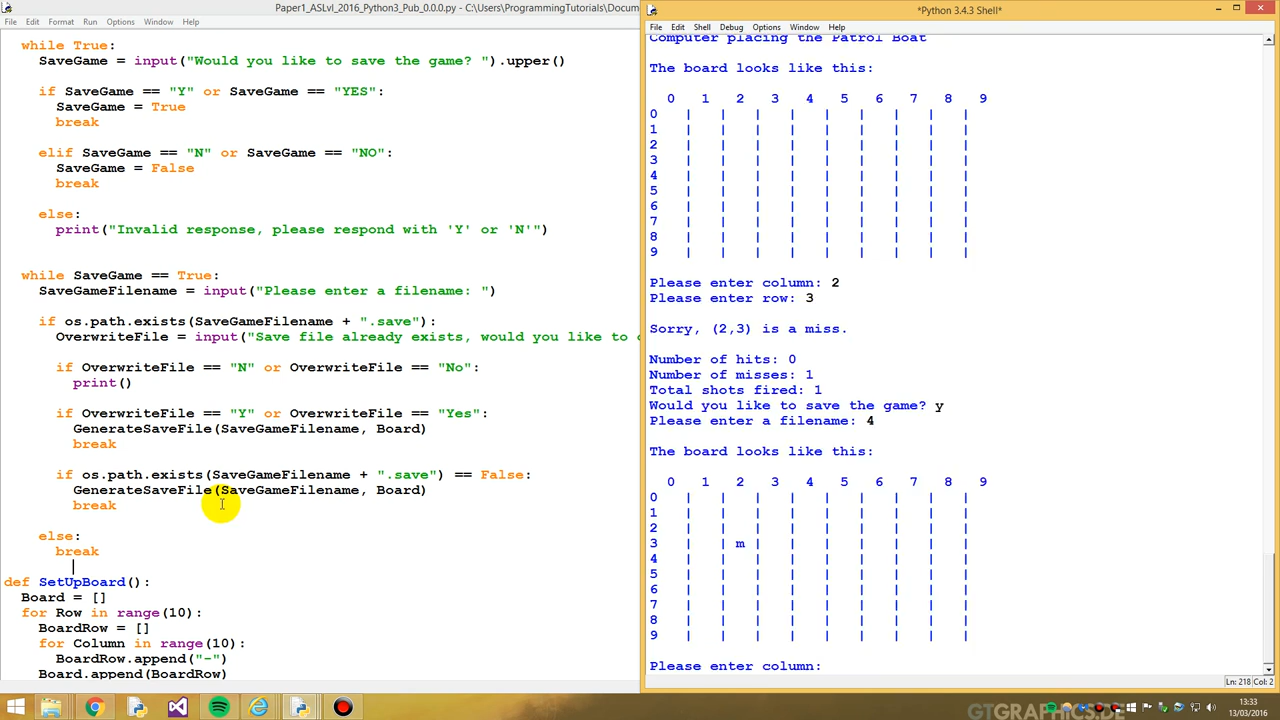 Paper1_ASLvl_2016_Python3_Pub_0.0.0.py - C:\Users\ProgrammingTutorials\Docume
File Edit Format Run Options Window Help
while True:
SaveGame = input("Would you like to save the game? ").upper()
if SaveGame == "Y" or SaveGame == "YES":
SaveGame = True
break
elif SaveGame == "N" or SaveGame == "NO":
SaveGame = False
break
else:
print("Invalid response, please respond with 'Y' or 'N'")
while SaveGame == True:
SaveGameFilename = input("Please enter a filename: ")
if os.path.exists(SaveGameFilename + ".save"):
OverwriteFile = input("Save file already exists, would you like to
if OverwriteFile == "N" or OverwriteFile == "No":
print()
if OverwriteFile == "Y" or OverwriteFile == "Yes":
GenerateSaveFile(SaveGameFilename, Board)
break
if os.path.exists(SaveGameFilename + ".save") == False:
GenerateSaveFile(SaveGameFilename, Board)
break
else:
break
def SetUpBoard():
Board = []
for Row in range(10):
BoardRow = []
for Column in range(10):
BoardRow.append("-")
Board.append(BoardRow)
*Python 3.4.3 Shell*
File Edit Shell Debug Options Window Help
Computer placing the Patrol Boat
The board looks like this:
0 1 2 3 4 5 6 7 8 9
0 | | | | | | | | |
1 | | | | | | | | |
2 | | | | | | | | |
3 | | | | | | | | |
4 | | | | | | | | |
5 | | | | | | | | |
6 | | | | | | | | |
7 | | | | | | | | |
8 | | | | | | | | |
9 | | | | | | | | |
Please enter column: 2
Please enter row: 3
Sorry, (2,3) is a miss.
Number of hits: 0
Number of misses: 1
Total shots fired: 1
Would you like to save the game? y
Please enter a filename: 4
The board looks like this:
0 1 2 3 4 5 6 7 8 9
0 | | | | | | | | |
1 | | | | | | | | |
2 | | | | | | | | |
3 | | m | | | | | | |
4 | | | | | | | | |
5 | | | | | | | | |
6 | | | | | | | | |
7 | | | | | | | | |
8 | | | | | | | | |
9 | | | | | | | | |
Please enter column:
Ln: 218 Col: 2
13:33
13/03/2016